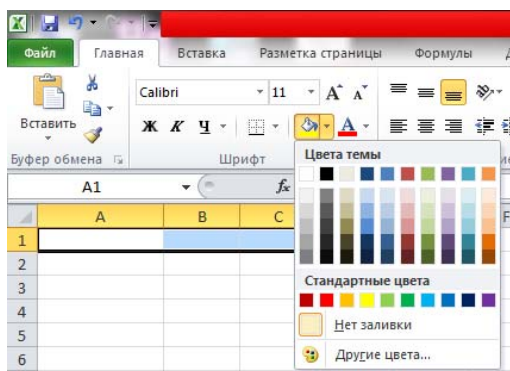 Файл Главная Вставка Разметка страницы Формулы
Вставить
Calibri 11
Ж К Ч
Буфер обмена Шрифт
A1 fx
A B C F
1
2
3
4
5
6
Цвета темы
Стандартные цвета
Нет заливки
Другие цвета...